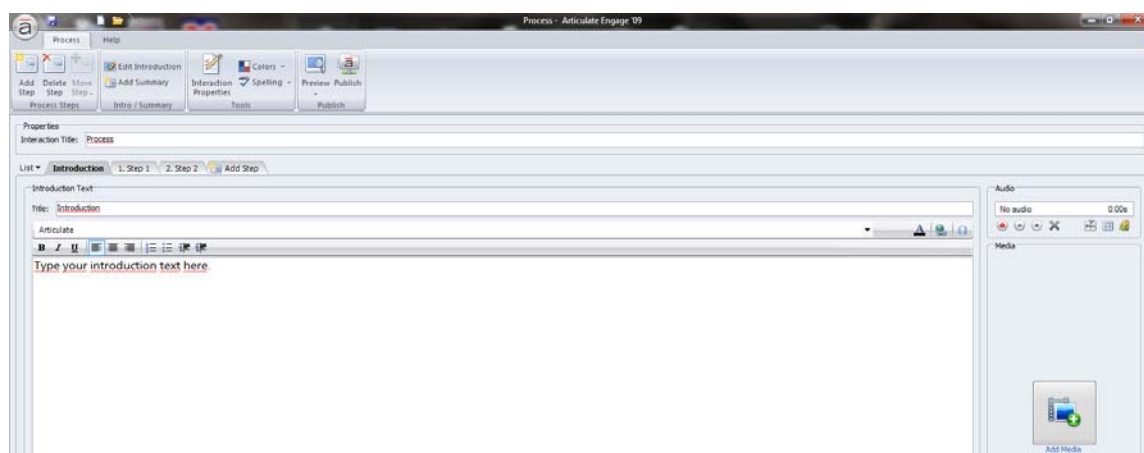 Process - Articulate Engage '09
Process Help
Add Step
Delete Step
Move Step
Edit Introduction
Add Summary
Interaction Properties
Colors
Spelling
Preview
Publish
Process Steps
Intro / Summary
Tools
Publish
Properties
Interaction Title: Process
List Introduction 1. Step 1 2. Step 2 Add Step
Introduction Text
Title: Introduction
Articulate
A
B I U
Type your introduction text here.
Audio
No audio 0.00s
Media
Add Media